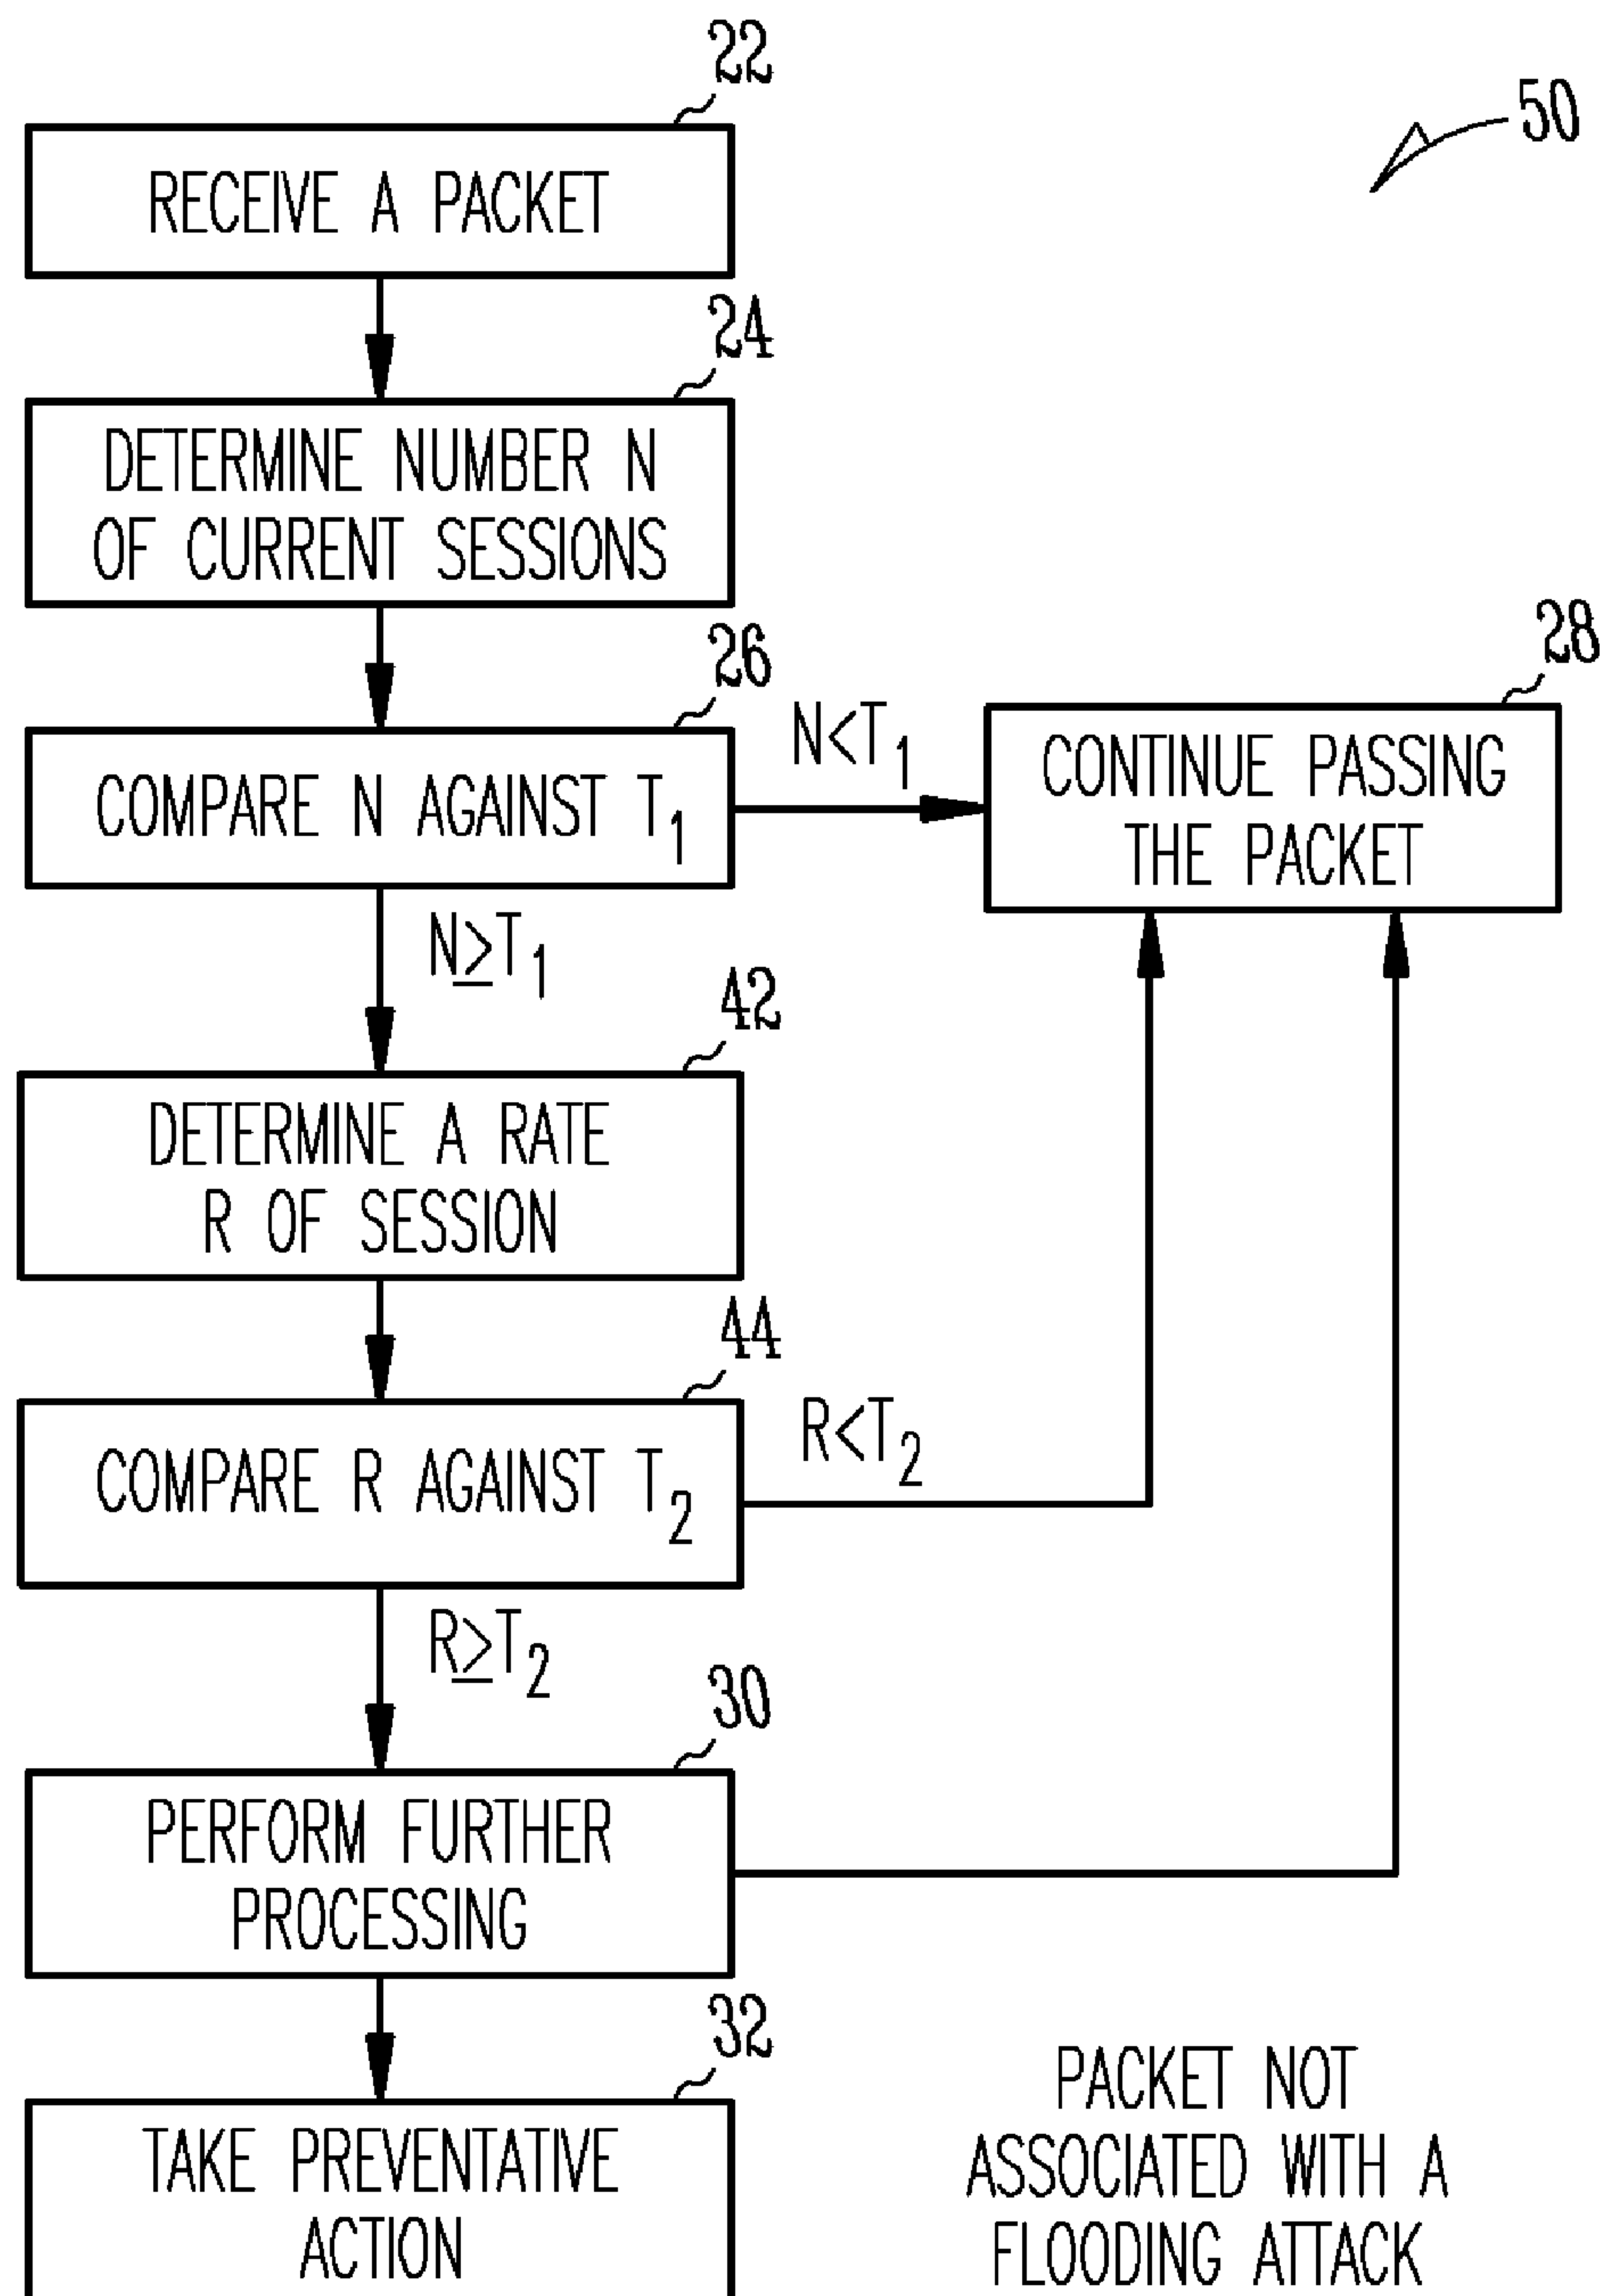 22
50
RECEIVE A PACKET
24
DETERMINE NUMBER N
OF CURRENT SESSIONS
26
28
N<T₁
COMPARE N AGAINST T₁
CONTINUE PASSING
THE PACKET
N≥T₁
42
DETERMINE A RATE
R OF SESSION
44
R<T₂
COMPARE R AGAINST T₂
R≥T₂
30
PERFORM FURTHER
PROCESSING
32
TAKE PREVENTATIVE
ACTION
PACKET NOT
ASSOCIATED WITH A
FLOODING ATTACK